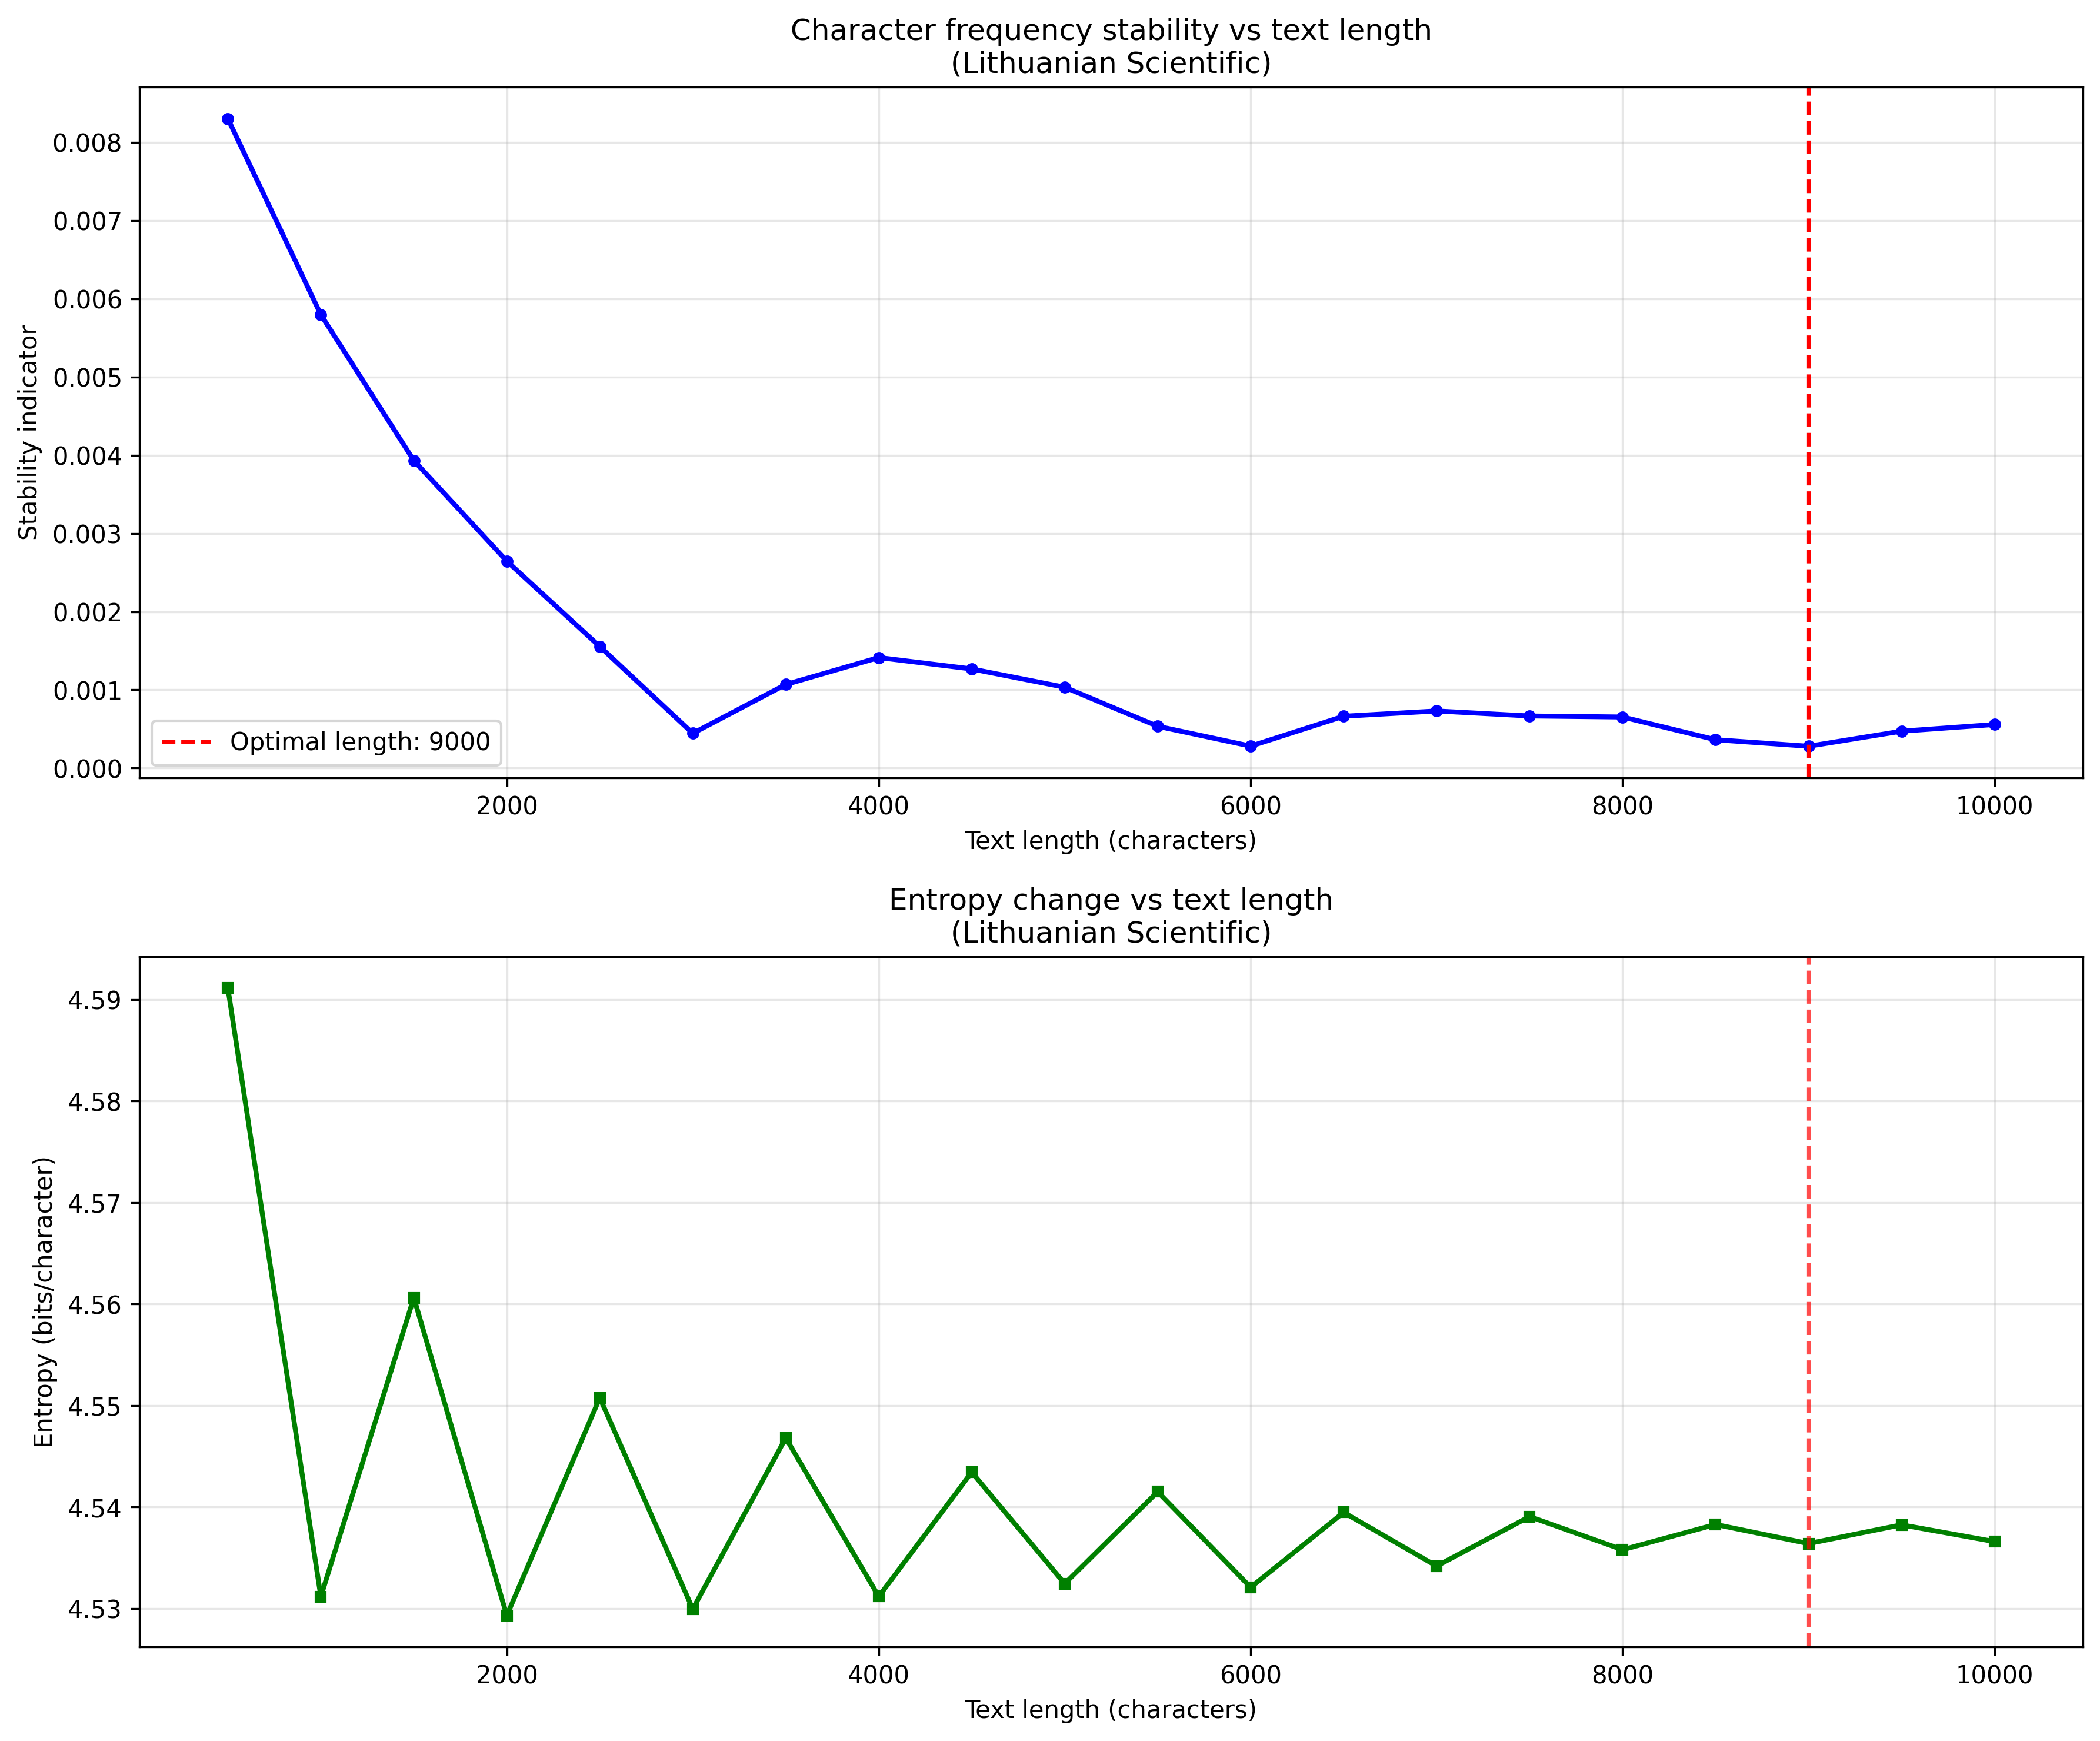 Character frequency stability vs text length
(Lithuanian Scientific)
Stability indicator
0.008
0.007
0.006
0.005
0.004
0.003
0.002
0.001
0.000
Optimal length: 9000
2000 4000 6000 8000 10000
Text length (characters)
Entropy change vs text length
(Lithuanian Scientific)
Entropy (bits/character)
4.59
4.58
4.57
4.56
4.55
4.54
4.53
2000 4000 6000 8000 10000
Text length (characters)